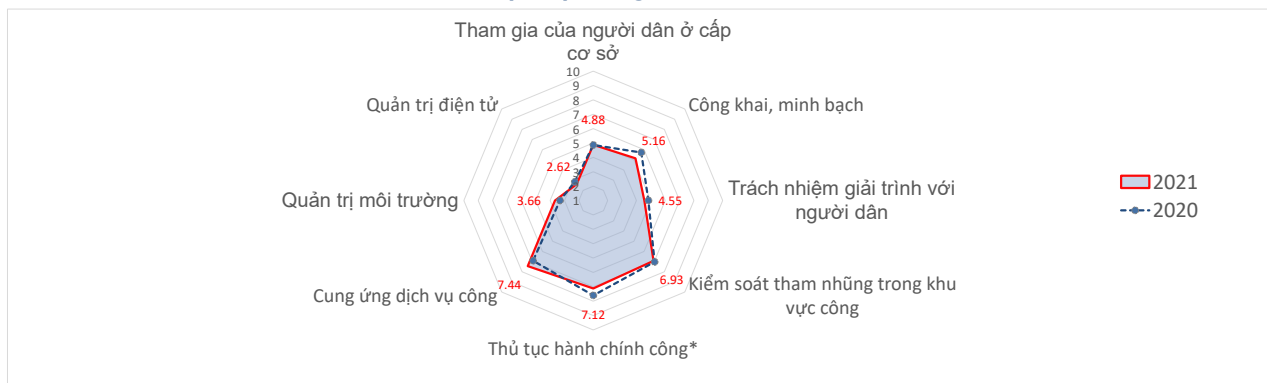 Tham gia của người dân ở cấp
cơ sở
10
9
8
7
6
5
4
3
2
1
Quản trị điện tử
Công khai, minh bạch
4.88
5.16
2.62
Quản trị môi trường
3.66
4.55
Trách nhiệm giải trình với
người dân
2021
2020
7.44
6.93
Cung ứng dịch vụ công
Kiểm soát tham nhũng trong khu
vực công
7.12
Thủ tục hành chính công*